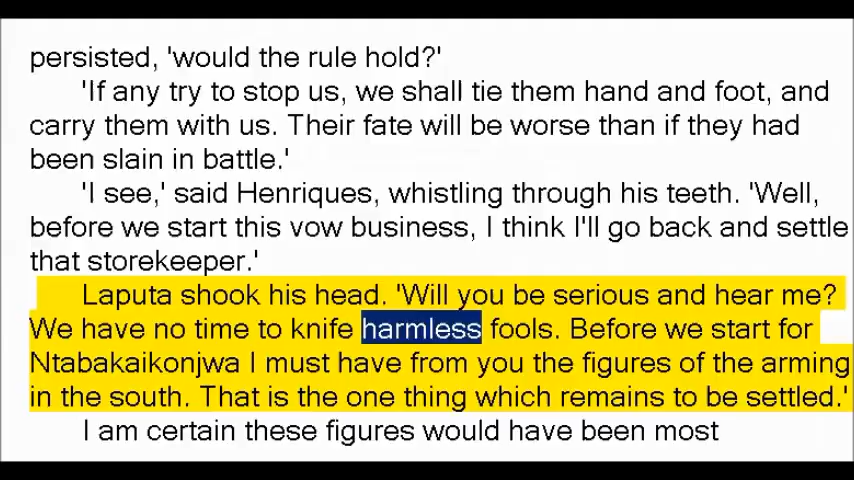 persisted, 'would the rule hold?'
'If any try to stop us, we shall tie them hand and foot, and
carry them with us. Their fate will be worse than if they had
been slain in battle.'
'I see,' said Henriques, whistling through his teeth. 'Well,
before we start this vow business, I think I'll go back and settle
that storekeeper.'
Laputa shook his head. 'Will you be serious and hear me?
We have no time to knife harmless fools. Before we start for
Ntabakaikonjwa I must have from you the figures of the arming
in the south. That is the one thing which remains to be settled.'
I am certain these figures would have been most